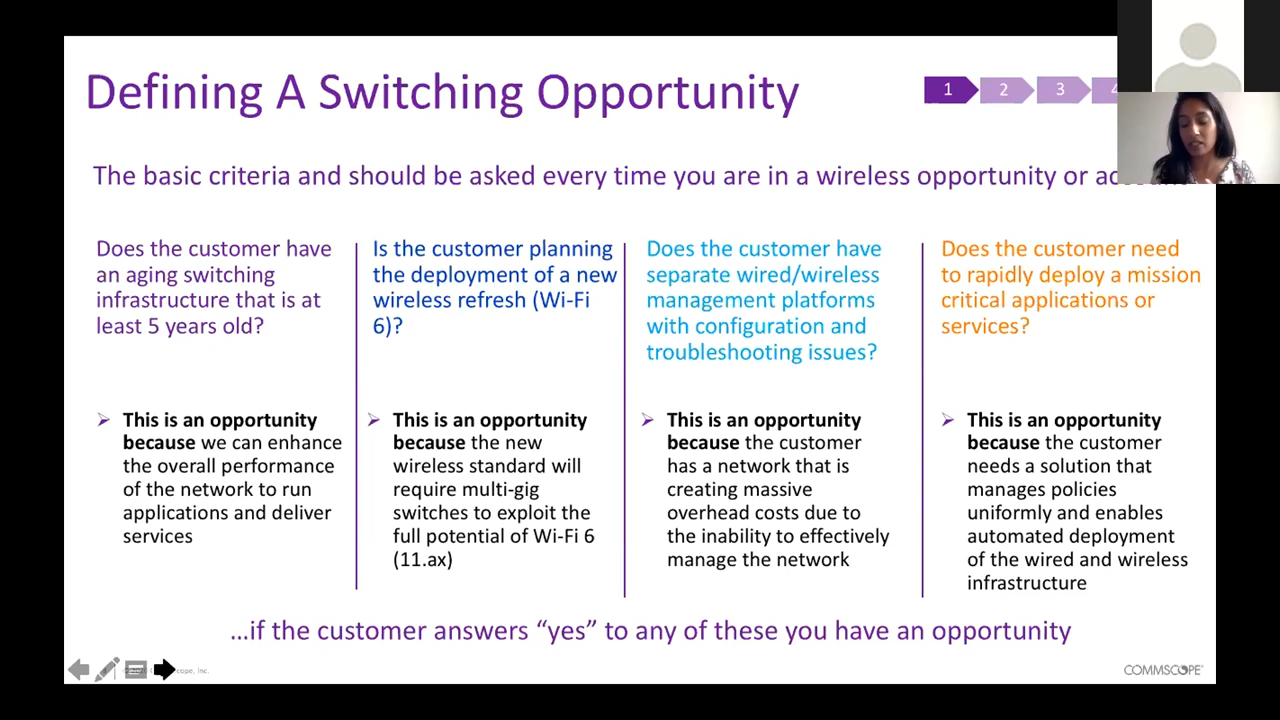 Defining A Switching Opportunity
1
2
3
4
The basic criteria and should be asked every time you are in a wireless opportunity or
Does the customer have
an aging switching
infrastructure that is at
least 5 years old?
This is an opportunity
because we can enhance
the overall performance
of the network to run
applications and deliver
services
Is the customer planning
the deployment of a new
wireless refresh (Wi-Fi
6)?
This is an opportunity
because the new
wireless standard will
require multi-gig
switches to exploit the
full potential of Wi-Fi 6
(11.ax)
Does the customer have
separate wired/wireless
management platforms
with configuration and
troubleshooting issues?
This is an opportunity
because the customer
has a network that is
creating massive
overhead costs due to
the inability to effectively
manage the network
Does the customer need
to rapidly deploy a mission
critical applications or
services?
This is an opportunity
because the customer
needs a solution that
manages policies
uniformly and enables
automated deployment
of the wired and wireless
infrastructure
...if the customer answers “yes” to any of these you have an opportunity
COMMSCOPE®